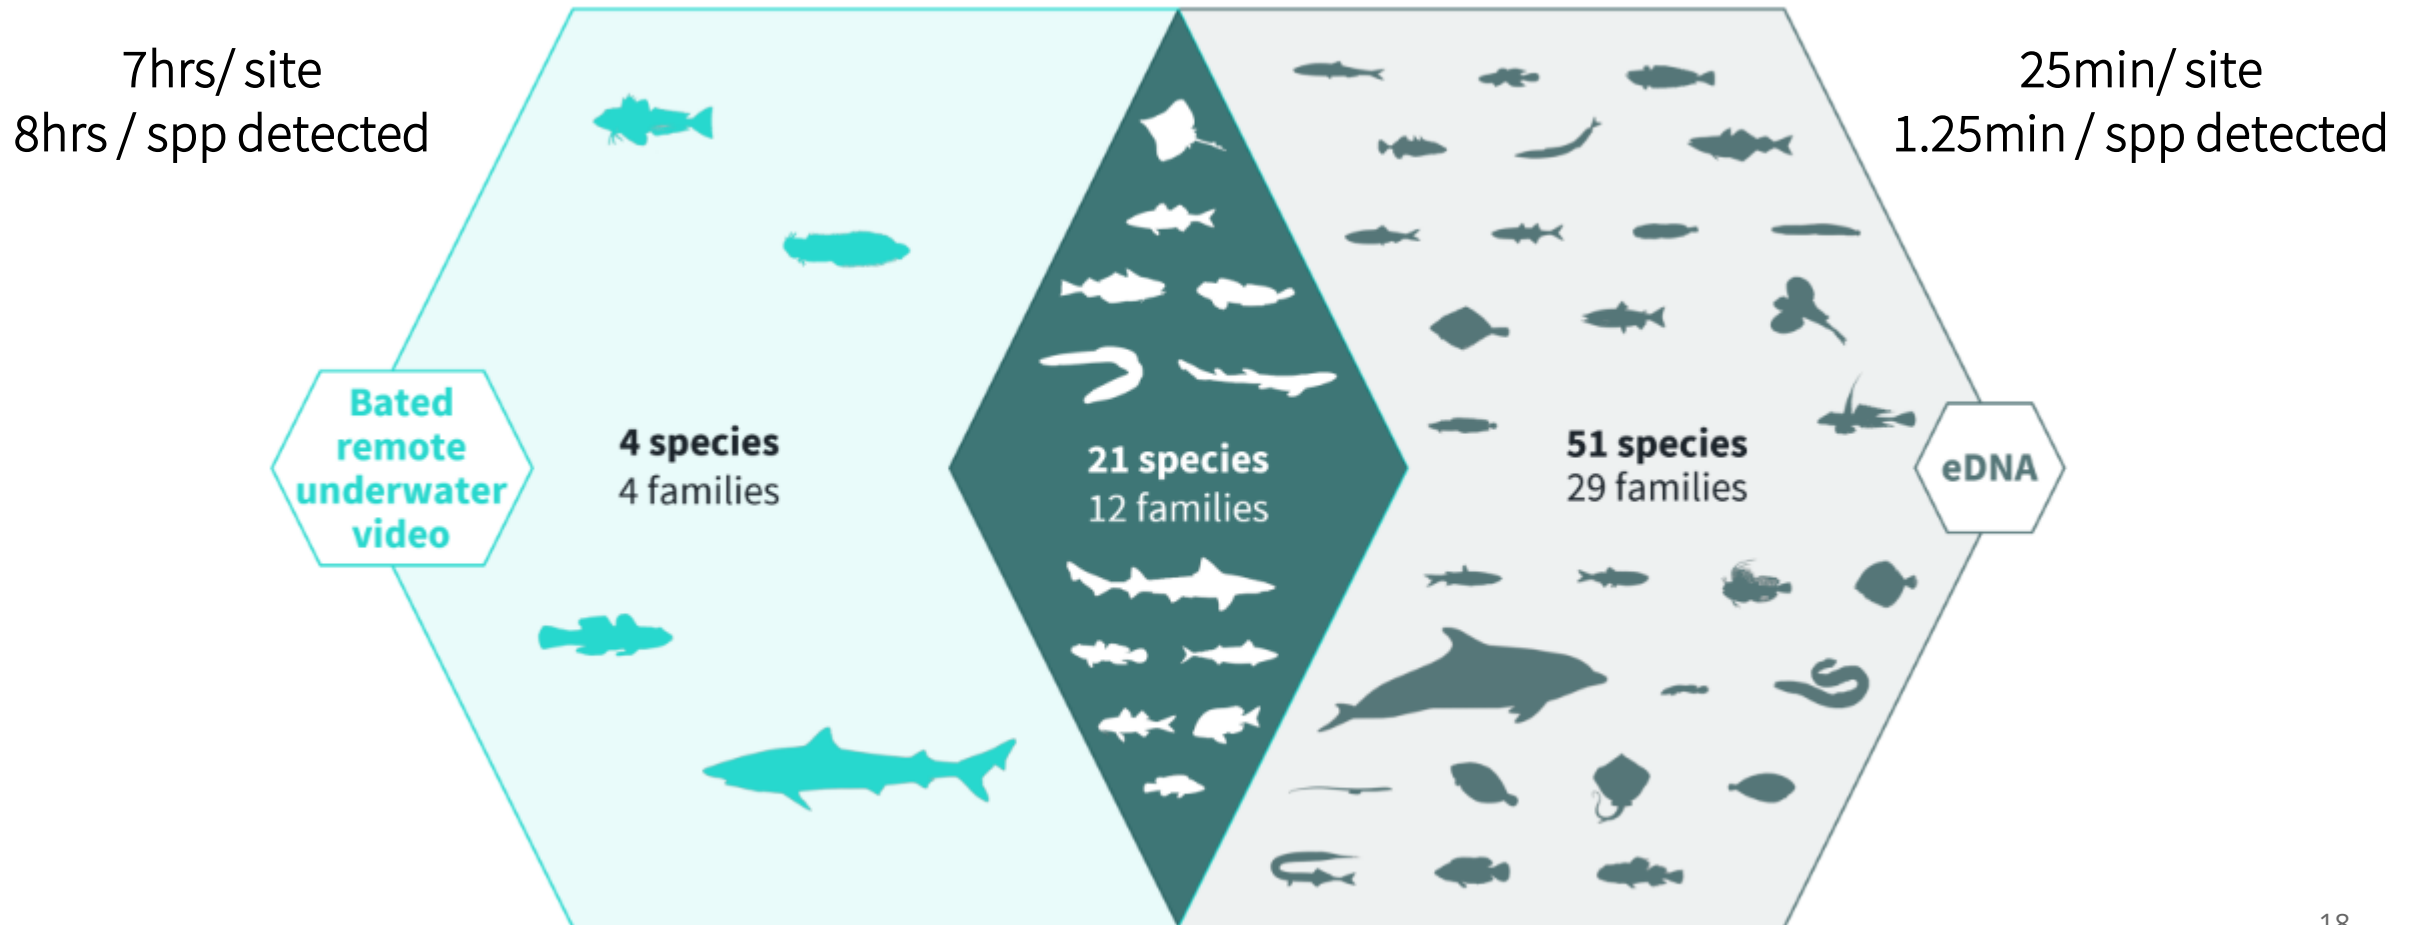 7hrs/ site
8hrs / spp detected
25min/ site
1.25min / spp detected
Bated
remote
underwater
video
4 species
4 families
21 species
12 families
51 species
29 families
eDNA
18